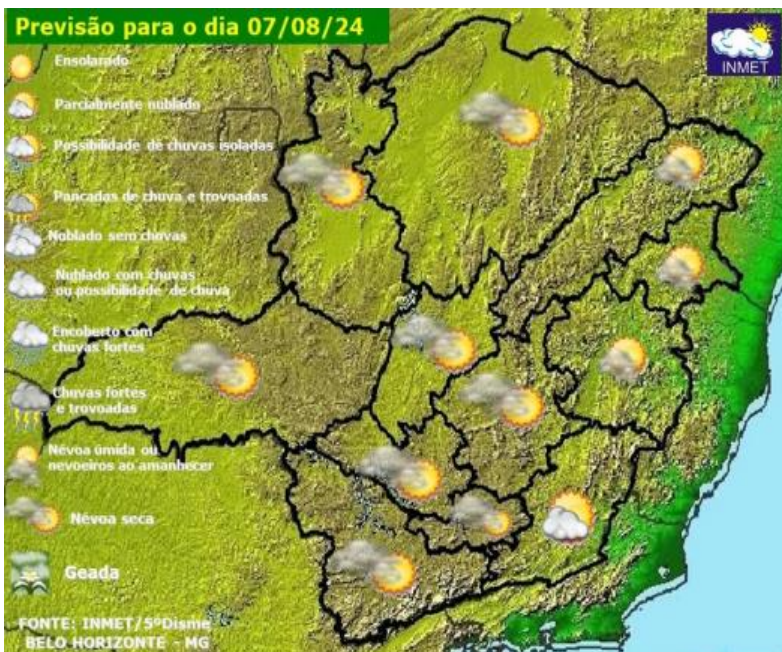 Previsão para o dia 07/08/24
INMET
Ensolarado
Parcialmente nublado
Possibilidade de chuvas isoladas
Pancadas de chuva e trovoadas
Nublado sem chuvas
Nublado com chuvas
ou possibilidade de chuva
Encoberto com
chuvas fortes
Chuvas fortes
e trovoadas
Névoa úmida ou
nevoeiros ao amanhecer
Névoa seca
Geada
FONTE: INMET/5ºDisme
BELO HORIZONTE - MG